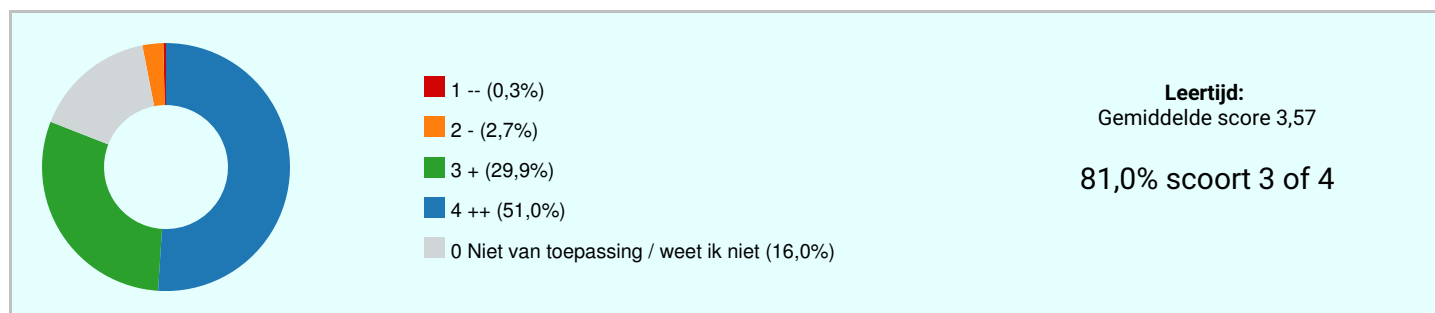 1 -- (0,3%)
2 - (2,7%)
3 + (29,9%)
4 ++ (51,0%)
0 Niet van toepassing / weet ik niet (16,0%)
Leertijd:
Gemiddelde score 3,57
81,0% scoort 3 of 4